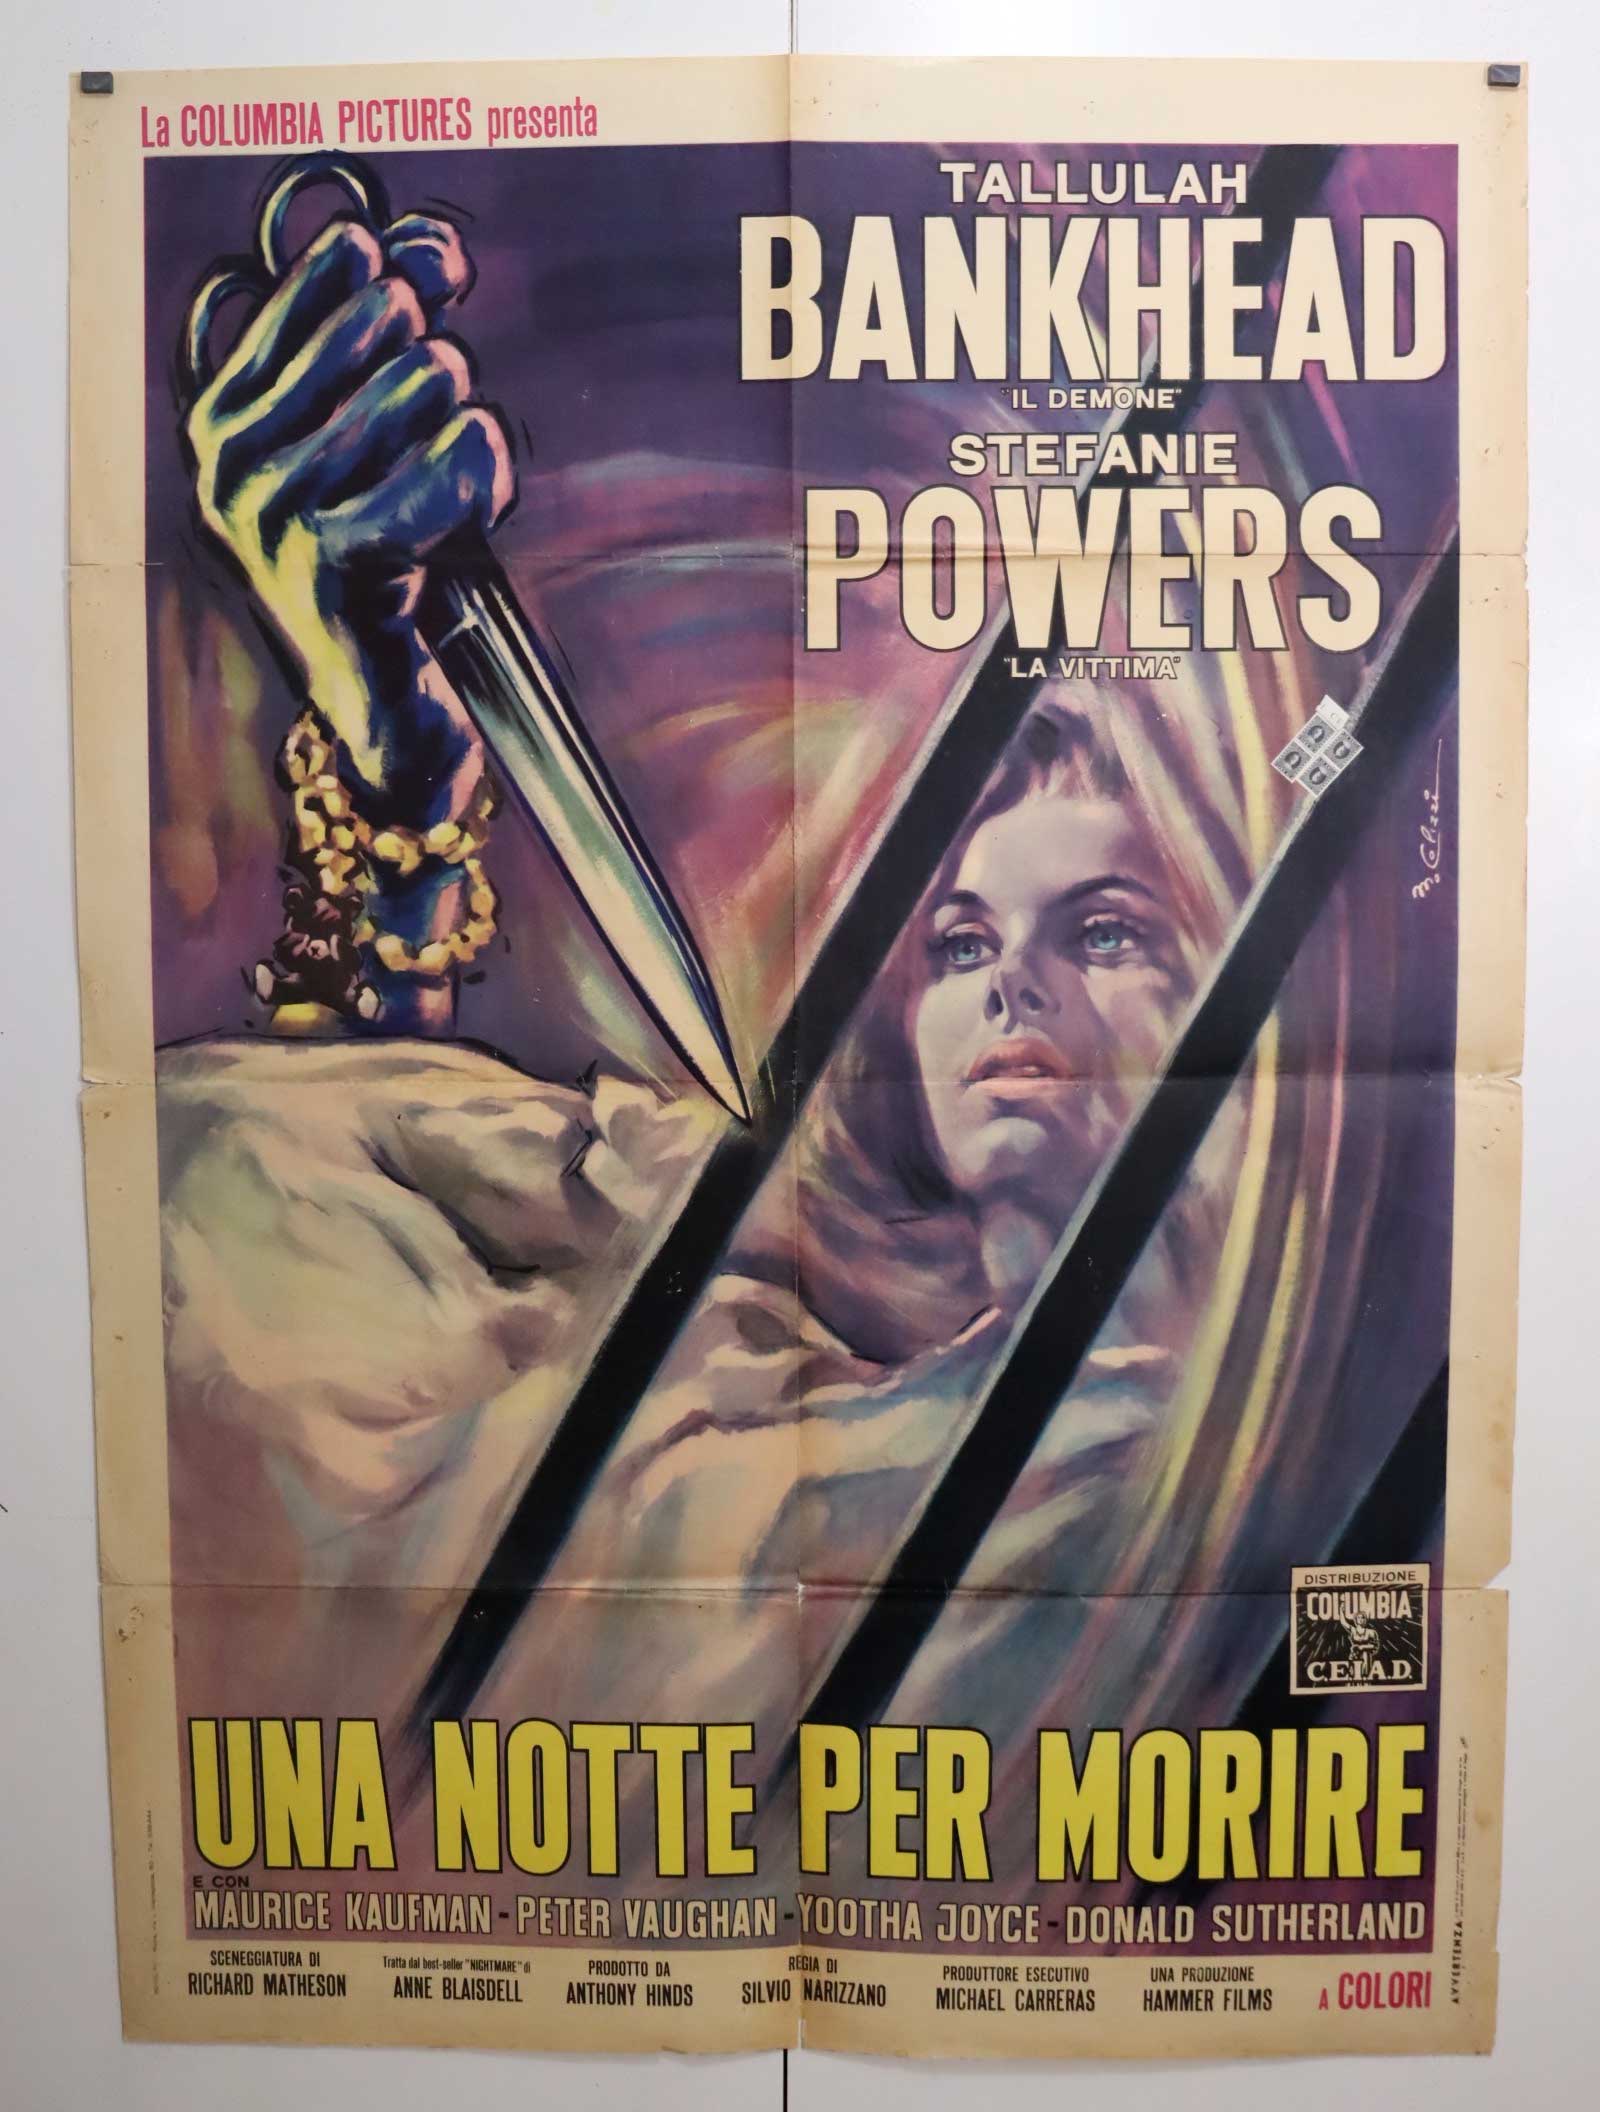 La COLUMBIA PICTURES presenta
TALLULAH
BANKHEAD
"IL DEMONE"
STEFANIE
POWERS
"LA VITTIMA"
M. Colizzi
DISTRIBUZIONE
COLUMBIA
C.E.I.A.D.
UNA NOTTE PER MORIRE
E CON
MAURICE KAUFMAN - PETER VAUGHAN - YOOTHA JOYCE - DONALD SUTHERLAND
SCENEGGIATURA DI
RICHARD MATHESON
Tratta dal best-seller "NIGHTMARE" di
ANNE BLAISDELL
PRODOTTO DA
ANTHONY HINDS
REGIA DI
SILVIO NARIZZANO
PRODUTTORE ESECUTIVO
MICHAEL CARRERAS
UNA PRODUZIONE
HAMMER FILMS
A COLORI
AVVERTENZA